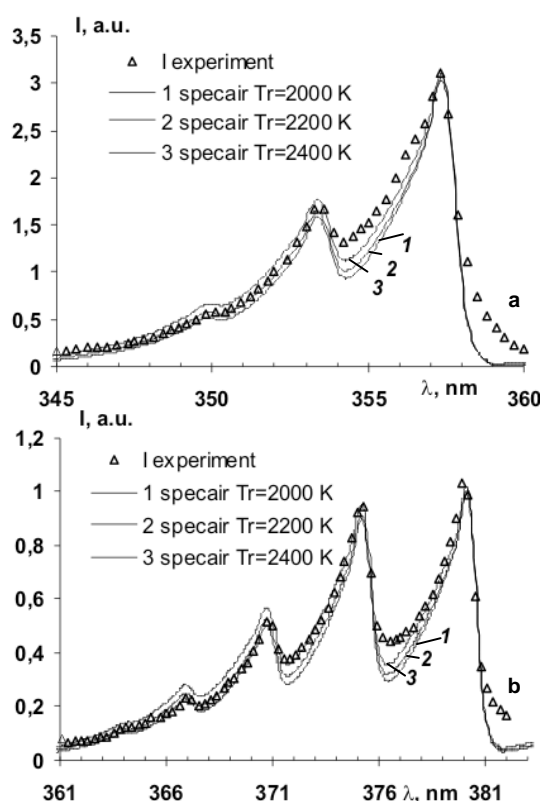 I, a.u.
3,5
I experiment
3
1 specair Tr=2000 K
2,5
2 specair Tr=2200 K
3 specair Tr=2400 K
2
1,5
1
1
2
3
0,5
a
0
λ, nm
345
350
355
360
I, a.u.
1,2
I experiment
1
1 specair Tr=2000 K
2 specair Tr=2200 K
0,8
3 specair Tr=2400 K
0,6
0,4
1
2
3
0,2
b
0
361
366
371
376
λ, nm
381